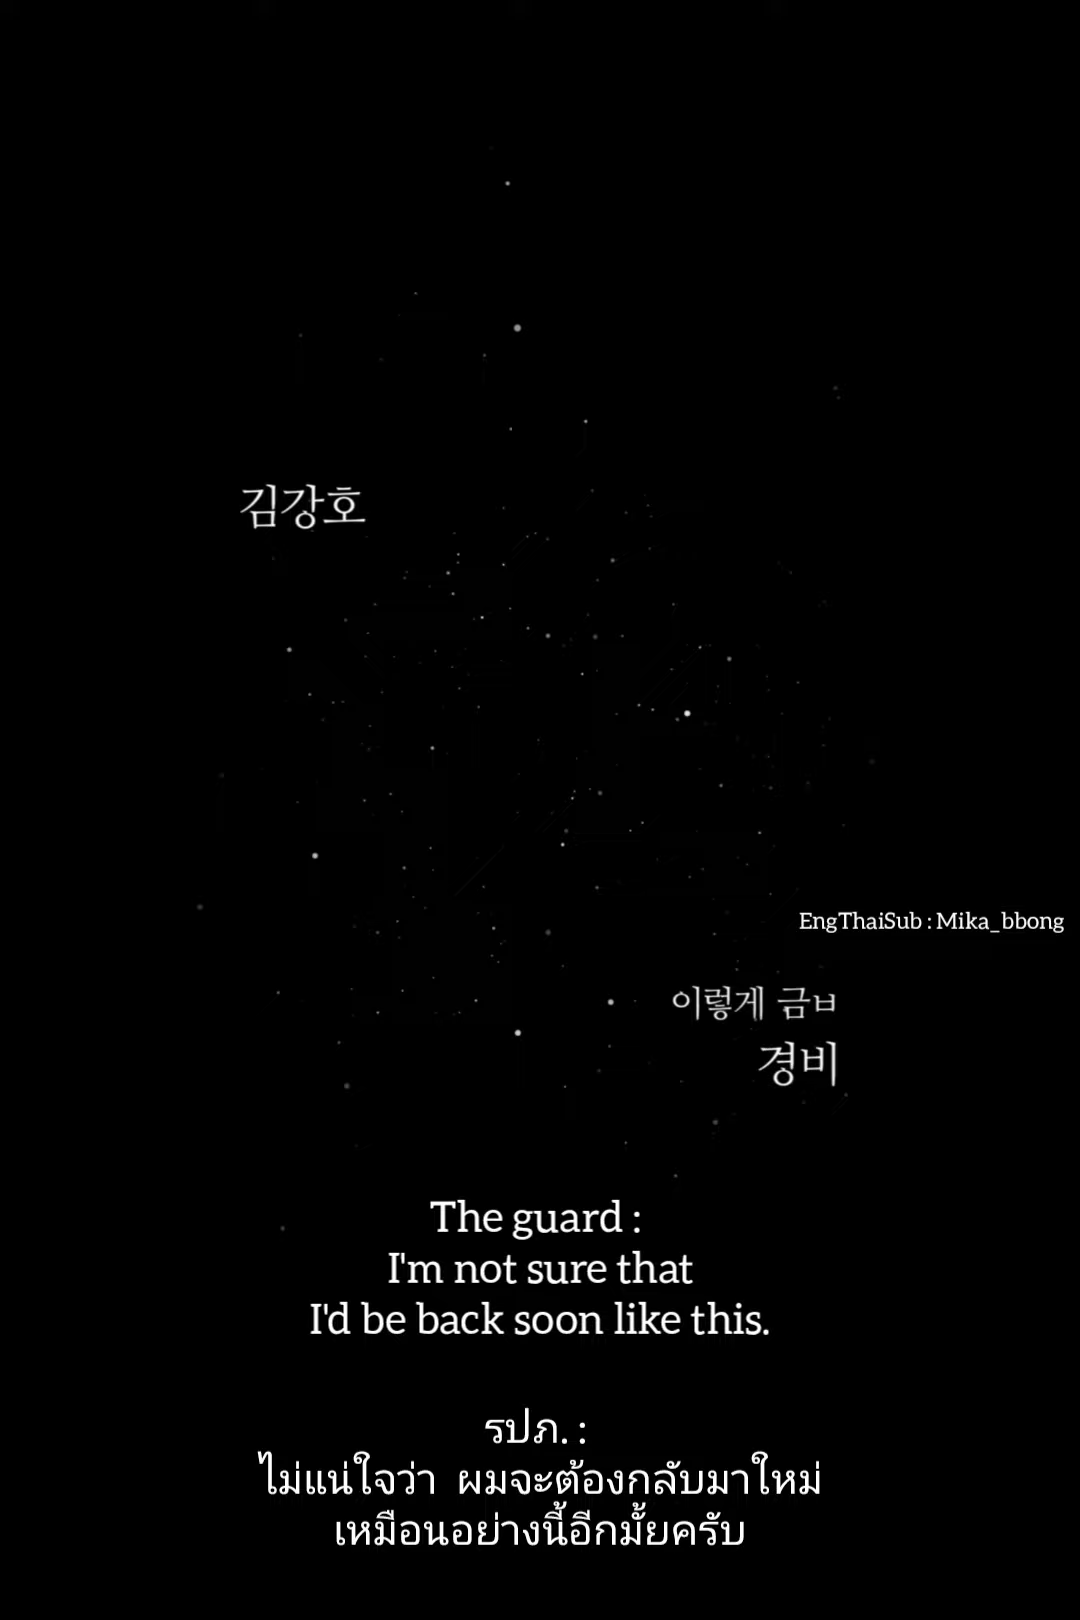 김강호
EngThaiSub : Mika_bbong
이렇게 금ㅂ
경비
The guard :
I'm not sure that
I'd be back soon like this.
รปภ. :
ไม่แน่ใจว่า ผมจะต้องกลับมาใหม่
เหมือนอย่างนี้อีกมั้ยครับ